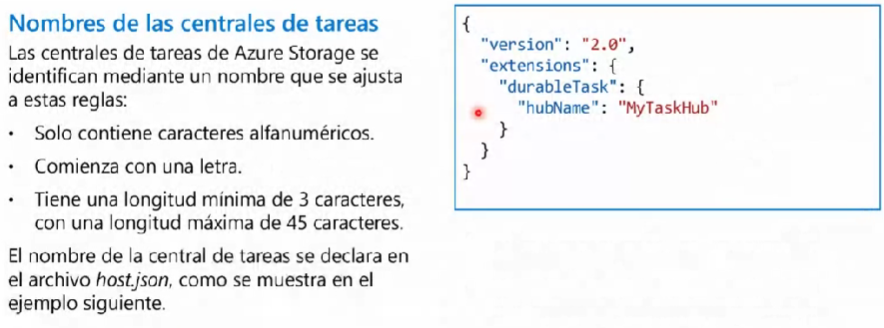 Nombres de las centrales de tareas
Las centrales de tareas de Azure Storage se
identifican mediante un nombre que se ajusta
a estas reglas:
• Solo contiene caracteres alfanuméricos.
• Comienza con una letra.
• Tiene una longitud mínima de 3 caracteres,
con una longitud máxima de 45 caracteres.
El nombre de la central de tareas se declara en
el archivo host.json, como se muestra en el
ejemplo siguiente.
{
"version": "2.0",
"extensions": {
"durableTask": {
"hubName": "MyTaskHub"
}
}
}